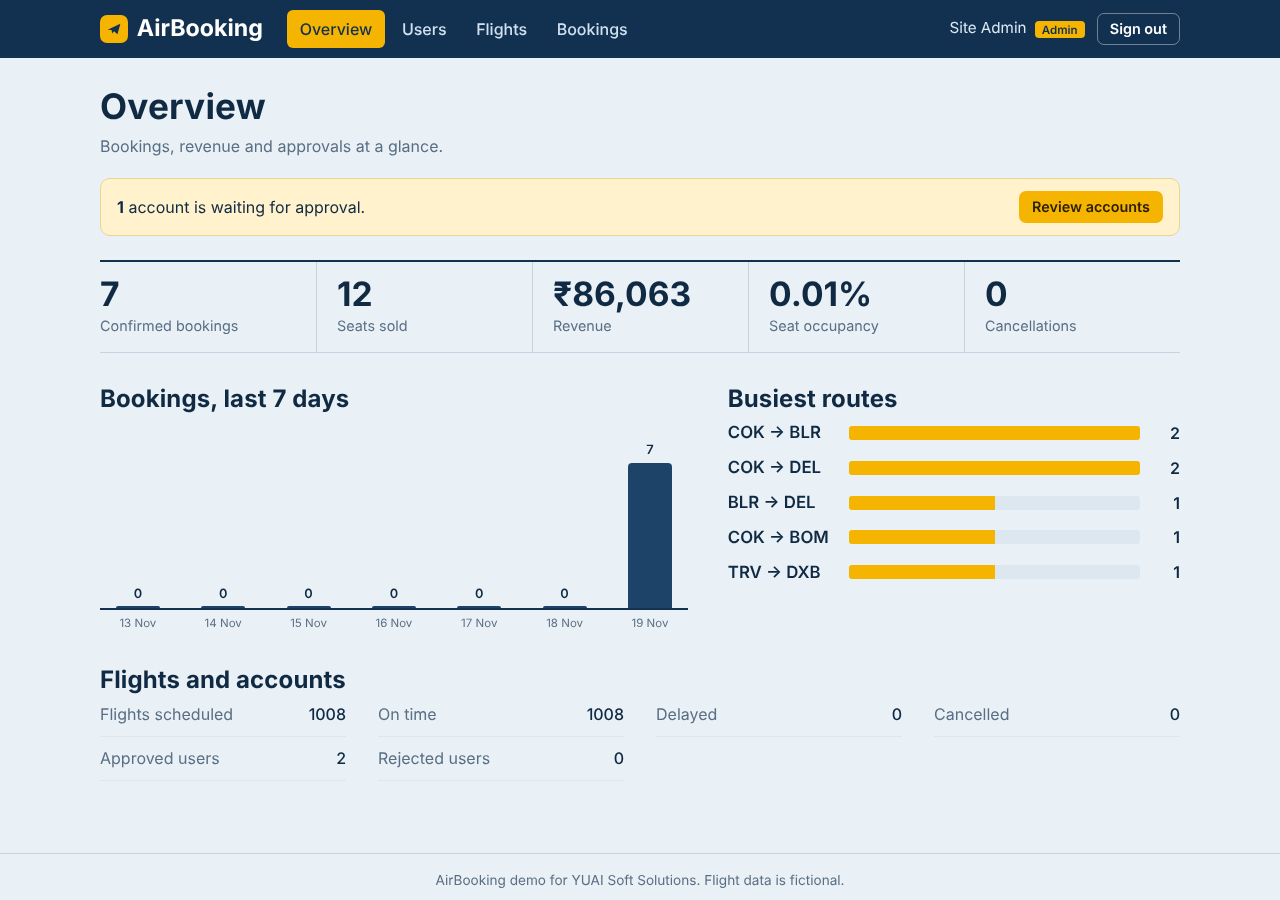 AirBooking
Overview
Users
Flights
Bookings
Site Admin
Admin
Sign out
Overview
Bookings, revenue and approvals at a glance.
1 account is waiting for approval.
Review accounts
7
Confirmed bookings
12
Seats sold
₹86,063
Revenue
0.01%
Seat occupancy
0
Cancellations
Bookings, last 7 days
0
0
0
0
0
0
7
13 Nov
14 Nov
15 Nov
16 Nov
17 Nov
18 Nov
19 Nov
Busiest routes
COK → BLR 2
COK → DEL 2
BLR → DEL 1
COK → BOM 1
TRV → DXB 1
Flights and accounts
Flights scheduled 1008
On time 1008
Delayed 0
Cancelled 0
Approved users 2
Rejected users 0
AirBooking demo for YUAI Soft Solutions. Flight data is fictional.